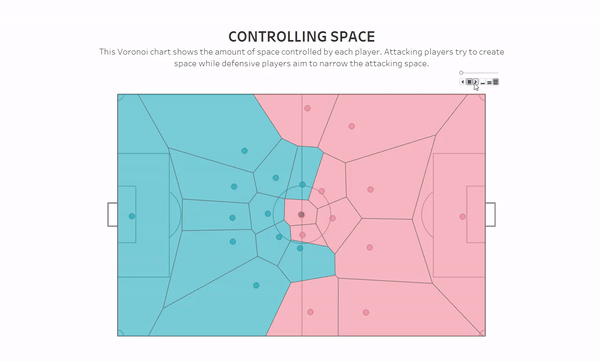 CONTROLLING SPACE
This Voronoi chart shows the amount of space controlled by each player. Attacking players try to create
space while defensive players aim to narrow the attacking space.